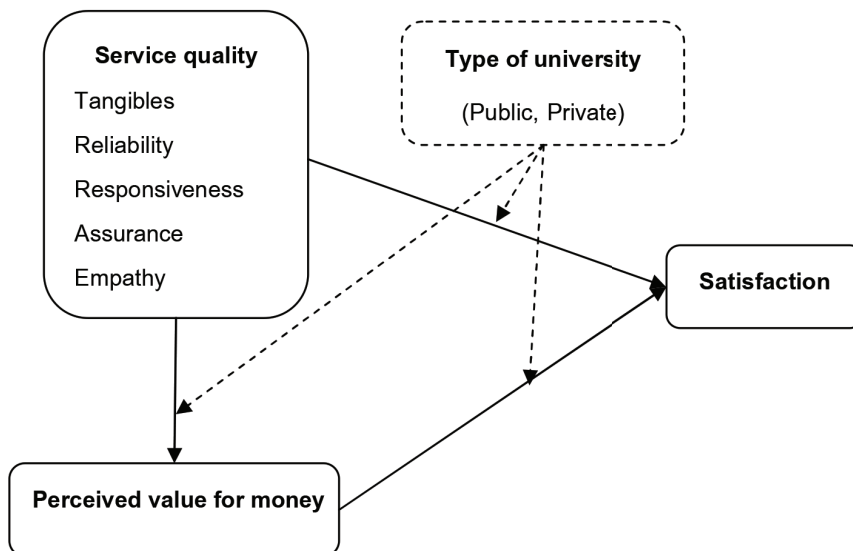 Service quality
Tangibles
Reliability
Responsiveness
Assurance
Empathy
Type of university
(Public, Private)
Satisfaction
Perceived value for money